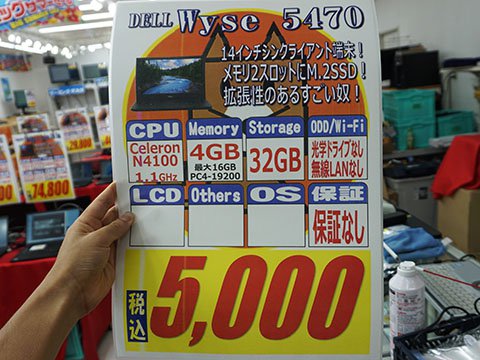 DELL Wyse 5470
14インチシンクライアント端末!
メモリ2スロットにM.2SSD!
拡張性のあるすごい奴!
CPU Memory Storage ODD/Wi-Fi
Celeron
N4100
1.1GHz
4GB
最大16GB
PC4-19200
32GB
光学ドライブなし
無線LANなし
LCD Others OS 保証
保証なし
税込
5,000
29,800
74,800